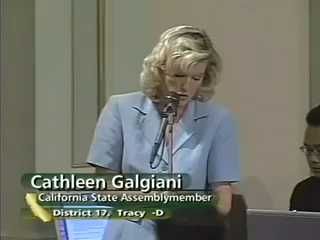 Cathleen Galgiani
California State Assemblymember
District 17, Tracy -D